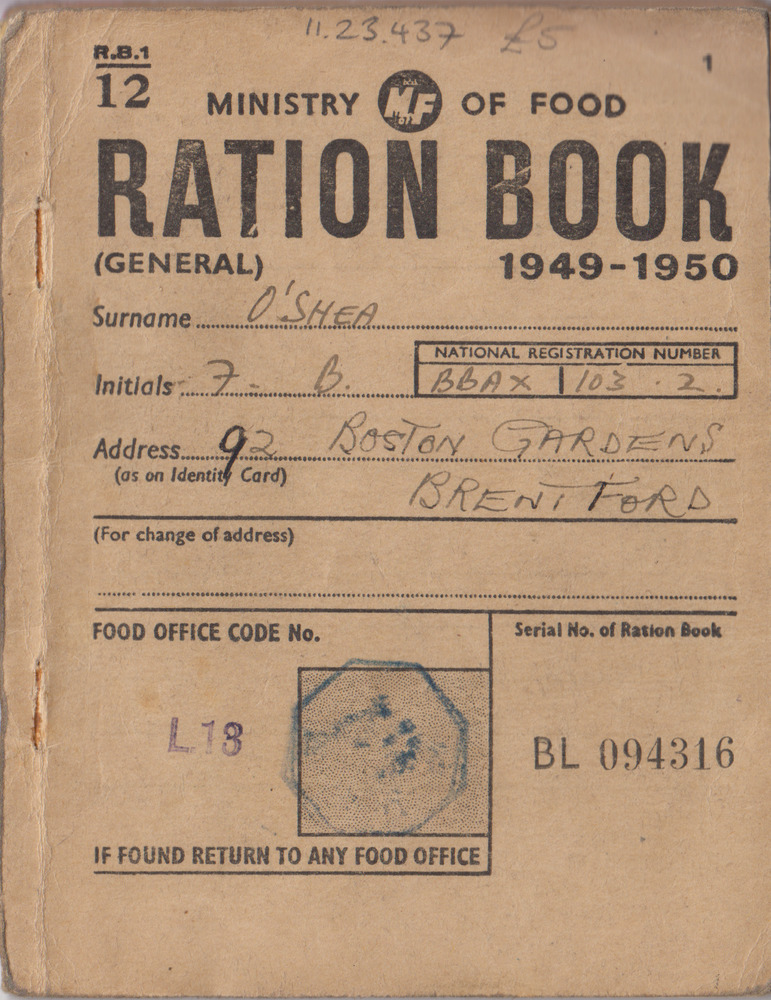 11.23.437 £5
R.B.1
12
1
MINISTRY MF OF FOOD
RATION BOOK
(GENERAL) 1949-1950
Surname O'SHEA
NATIONAL REGISTRATION NUMBER
Initials 7. B. BBAX 103.2.
Address 92 BOSTON GARDENS
(as on Identity Card) BRENTFORD
(For change of address)
FOOD OFFICE CODE No. Serial No. of Ration Book
L.13 BL 094316
IF FOUND RETURN TO ANY FOOD OFFICE